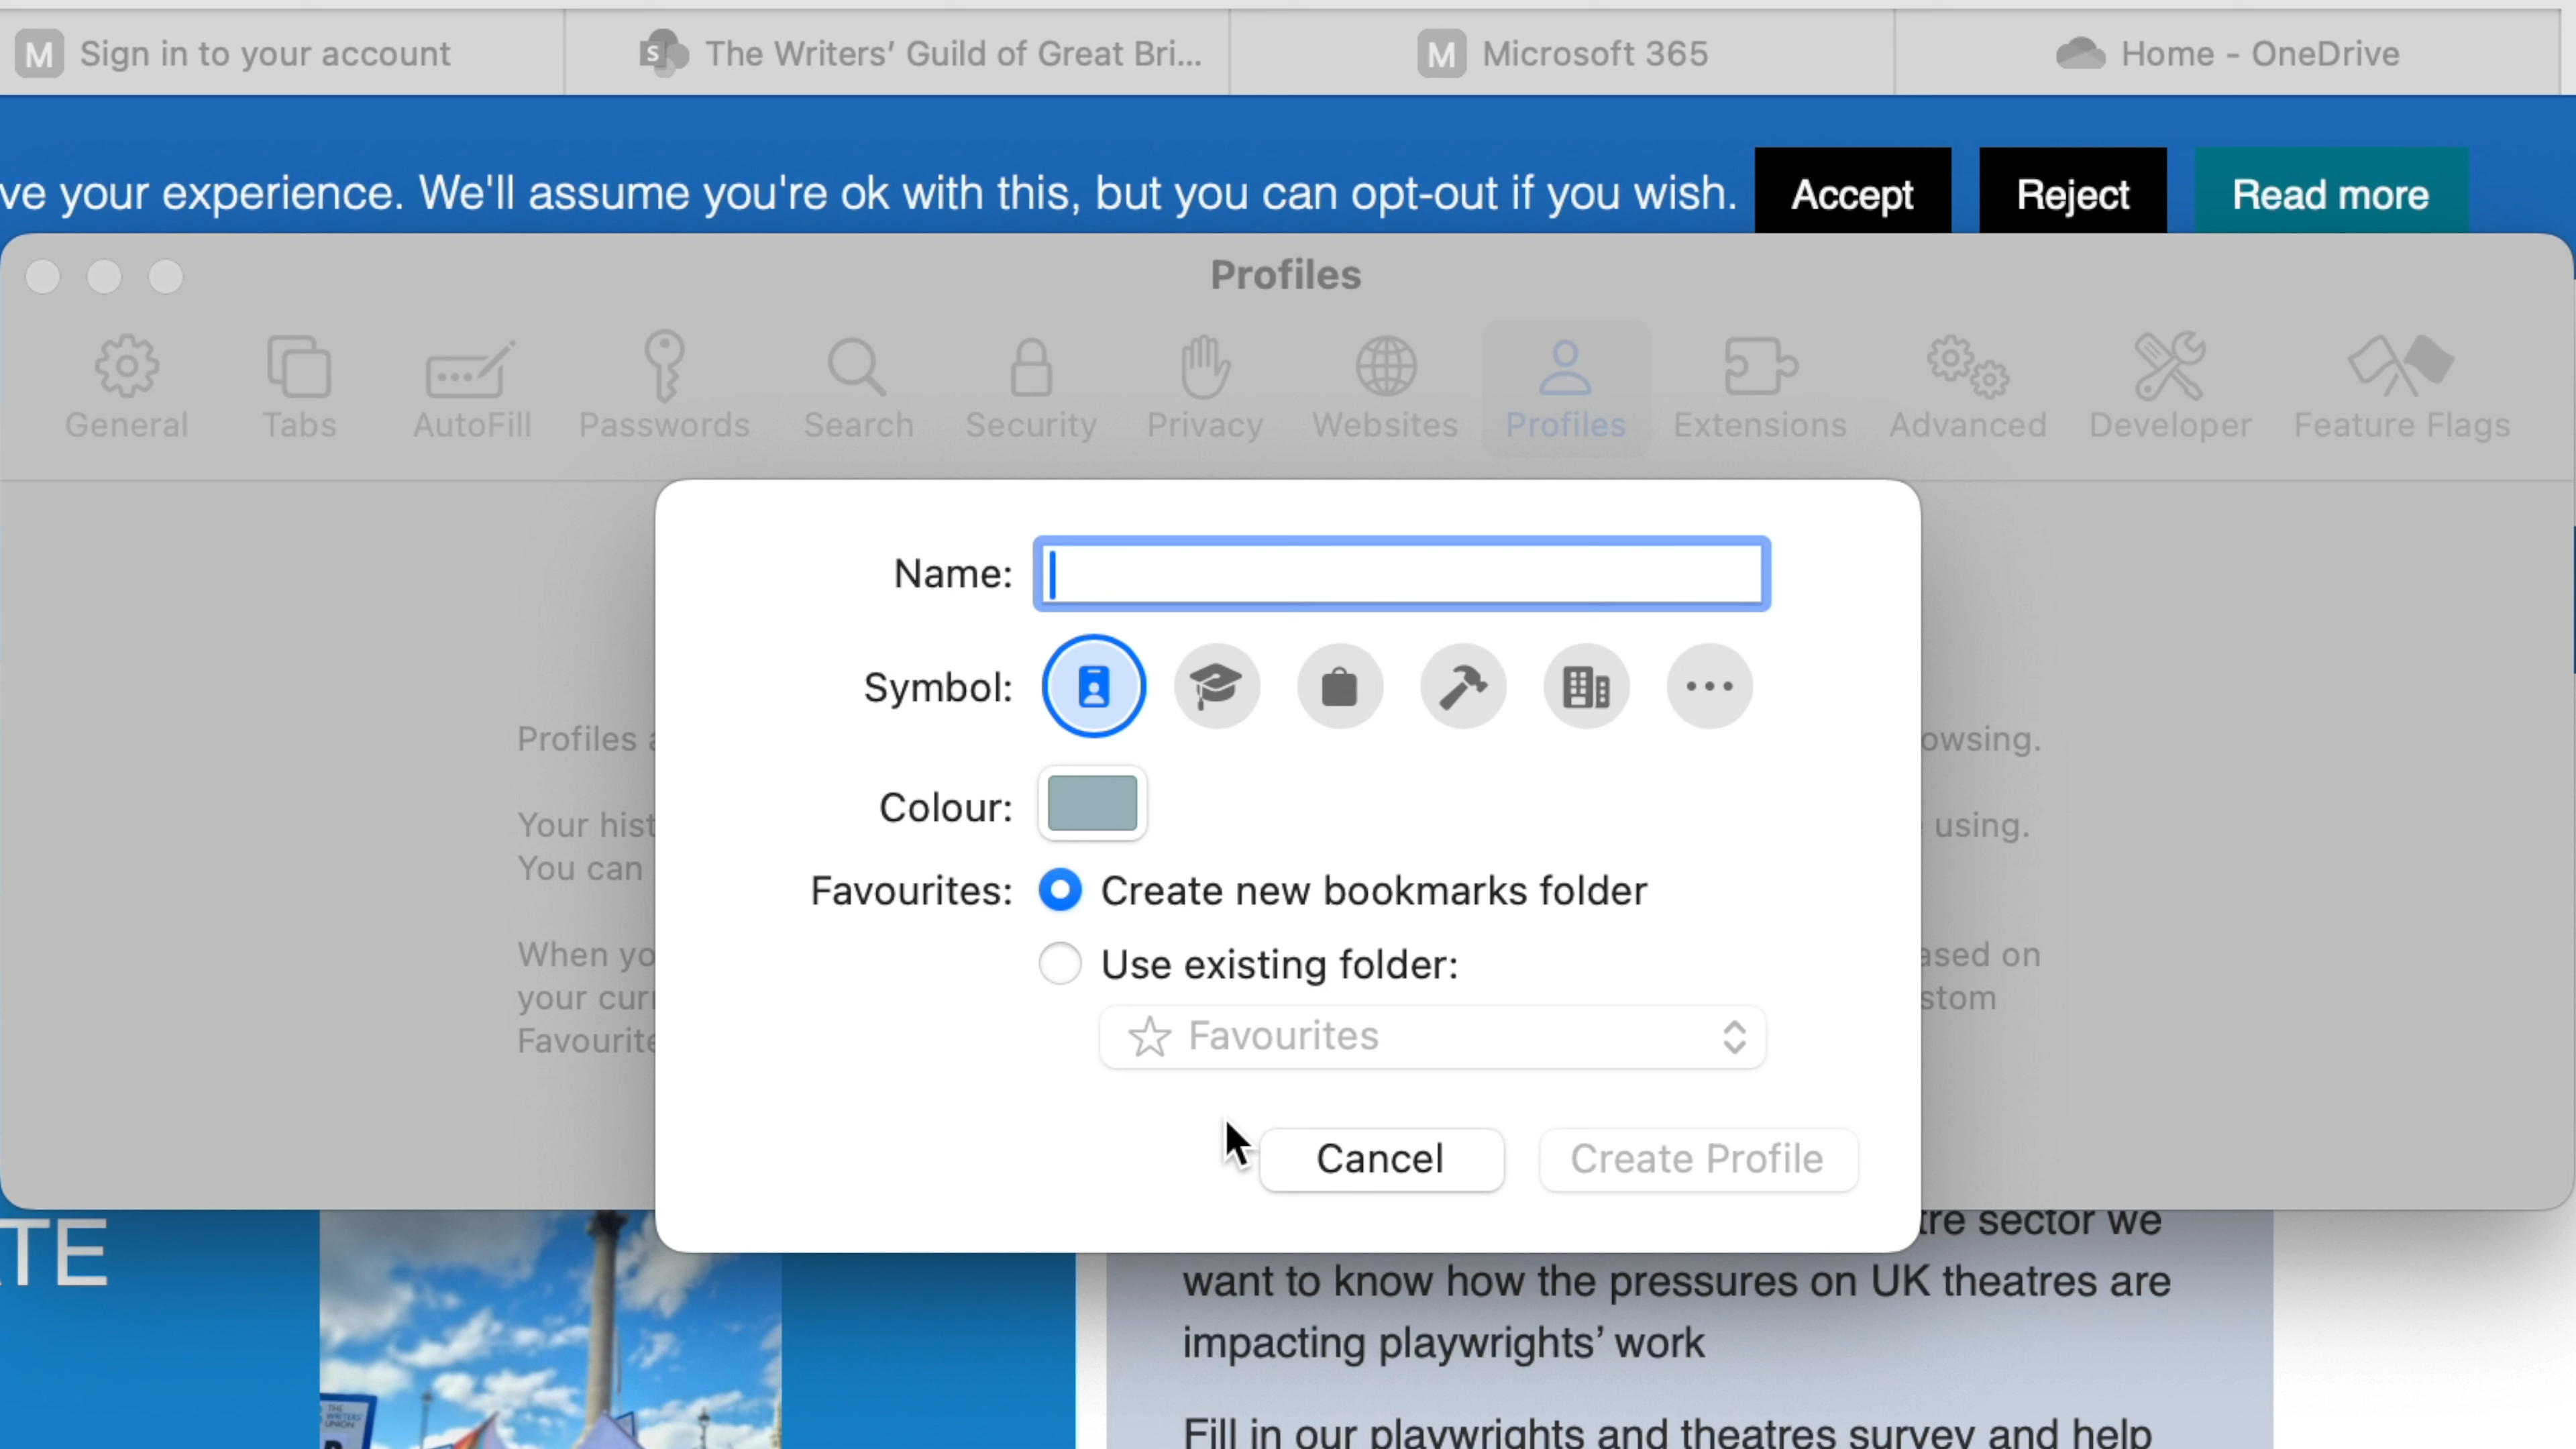 M Sign in to your account
S The Writers' Guild of Great Bri...
M Microsoft 365
Home - OneDrive
ve your experience. We'll assume you're ok with this, but you can opt-out if you wish.
Accept
Reject
Read more
Profiles
General
Tabs
AutoFill
Passwords
Search
Security
Privacy
Websites
Profiles
Extensions
Advanced
Developer
Feature Flags
Name:
Symbol:
Colour:
Favourites:
Create new bookmarks folder
Use existing folder:
Favourites
Cancel
Create Profile
Profiles
owsing.
Your hist
using.
You can
When yo
ased on
your cur
stom
Favourite
TE
tre sector we
want to know how the pressures on UK theatres are
impacting playwrights' work
Fill in our playwrights and theatres survey and help
THE
WRITERS'
UNION